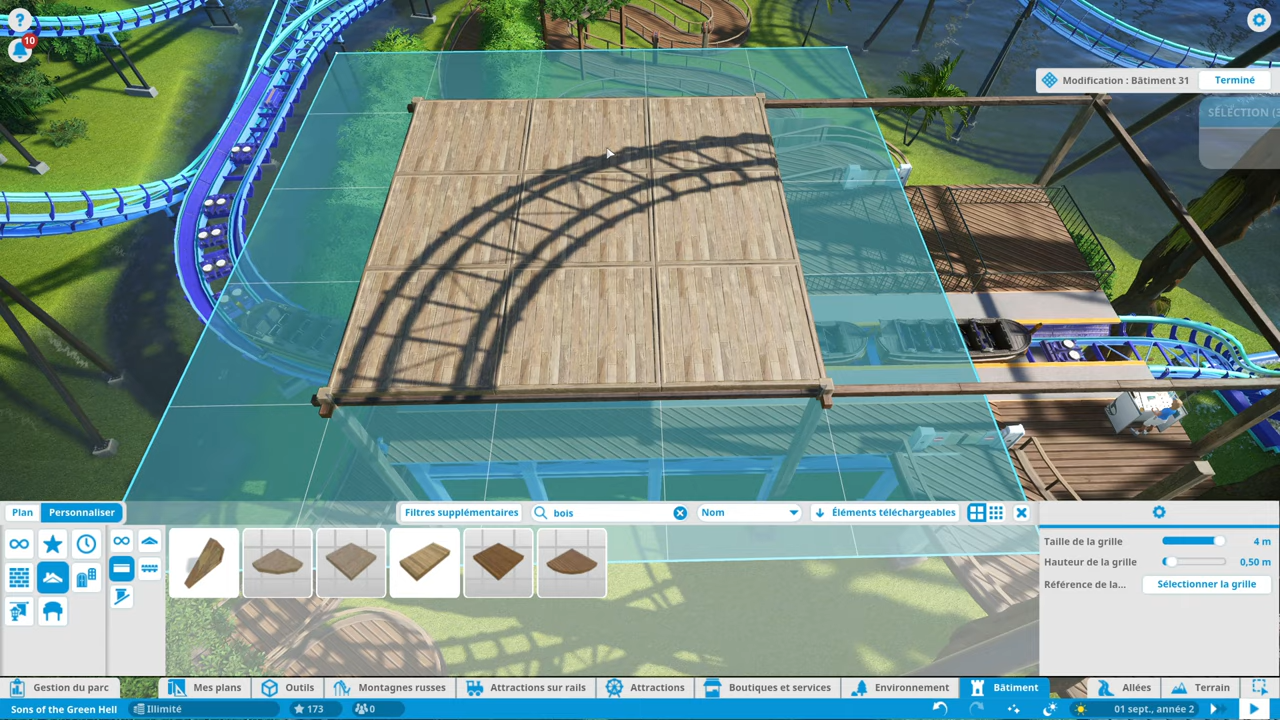 ?
10
Modification : Bâtiment 31
Terminé
SÉLECTION (3
Plan
Personnaliser
Filtres supplémentaires
bois
Nom
Éléments téléchargeables
Taille de la grille
4 m
Hauteur de la grille
0,50 m
Référence de la...
Sélectionner la grille
Gestion du parc
Mes plans
Outils
Montagnes russes
Attractions sur rails
Attractions
Boutiques et services
Environnement
Bâtiment
Allées
Terrain
Sons of the Green Hell
Illimité
173
0
01 sept., année 2